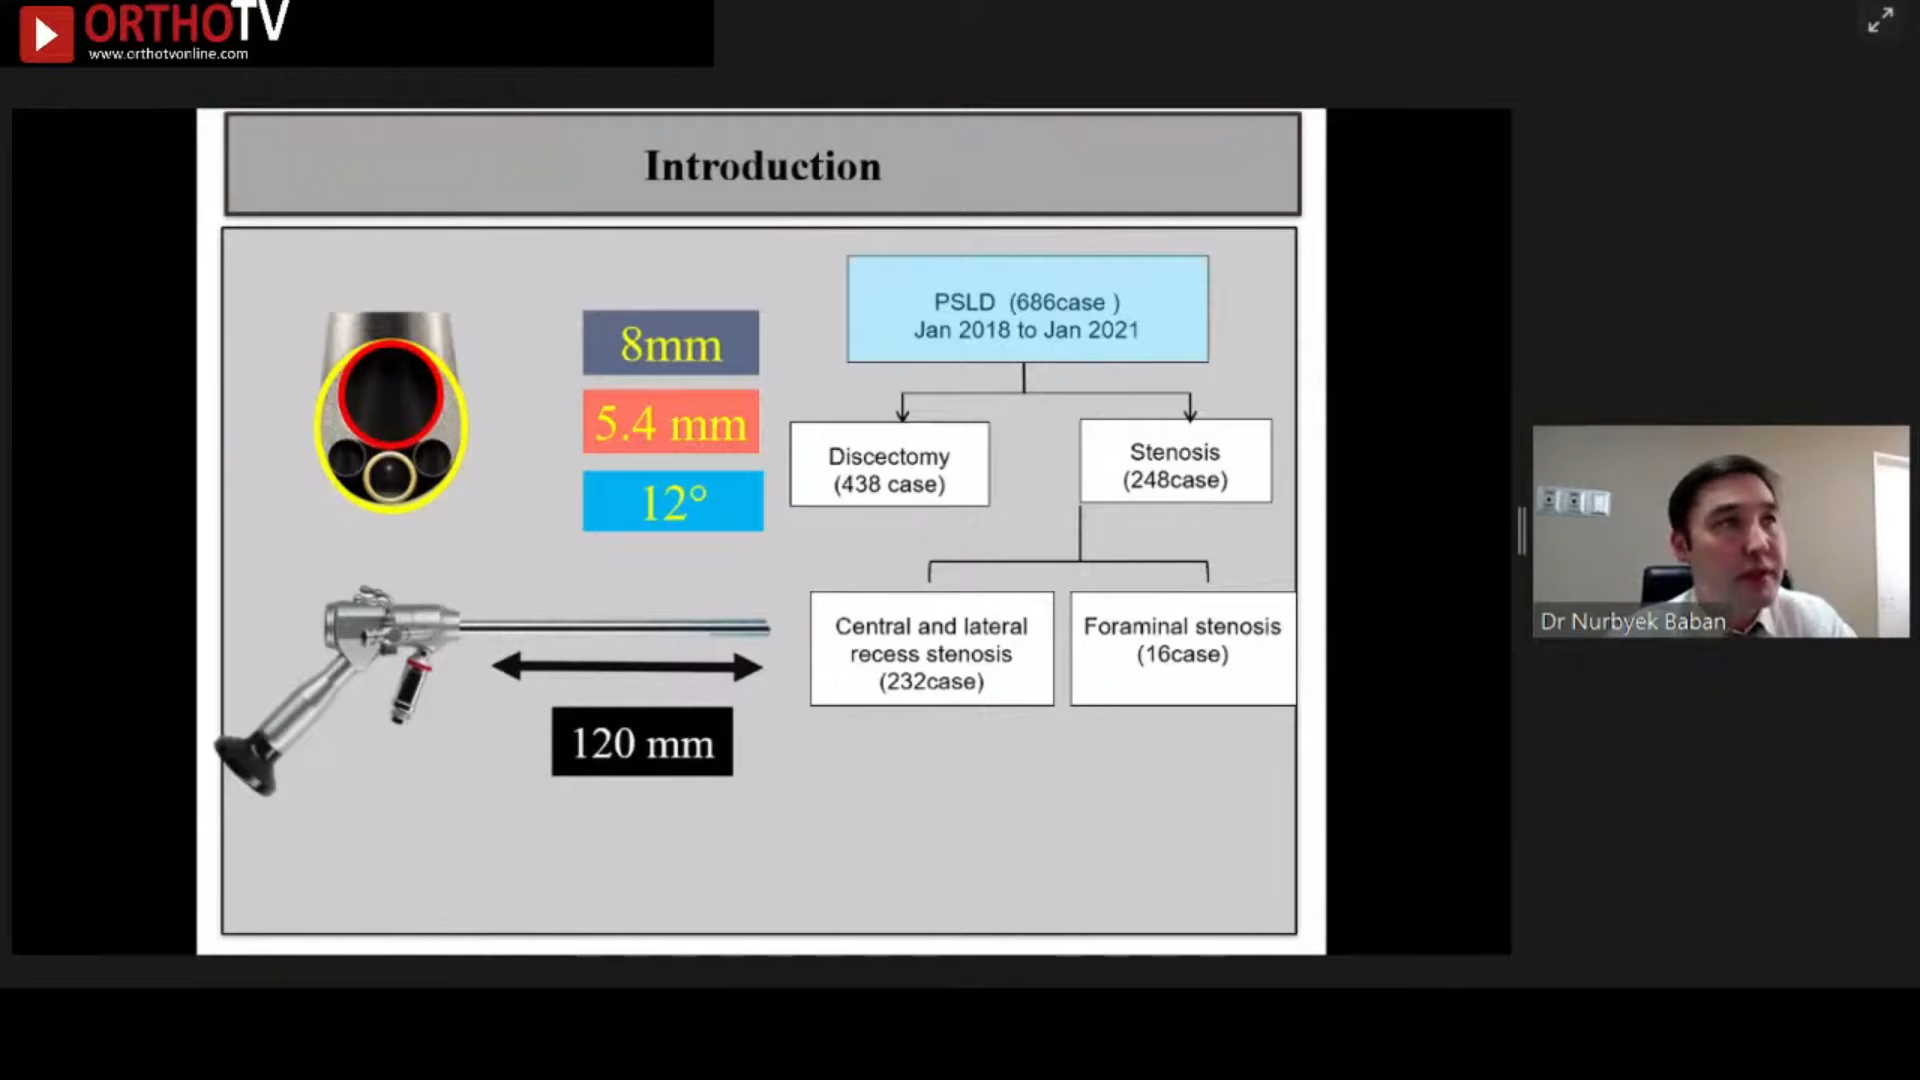 ORTHOTV
www.orthotvonline.com
Introduction
8mm
5.4 mm
12°
120 mm
PSLD (686case )
Jan 2018 to Jan 2021
Discectomy
(438 case)
Stenosis
(248case)
Central and lateral
recess stenosis
(232case)
Foraminal stenosis
(16case)
Dr Nurbyek Baban